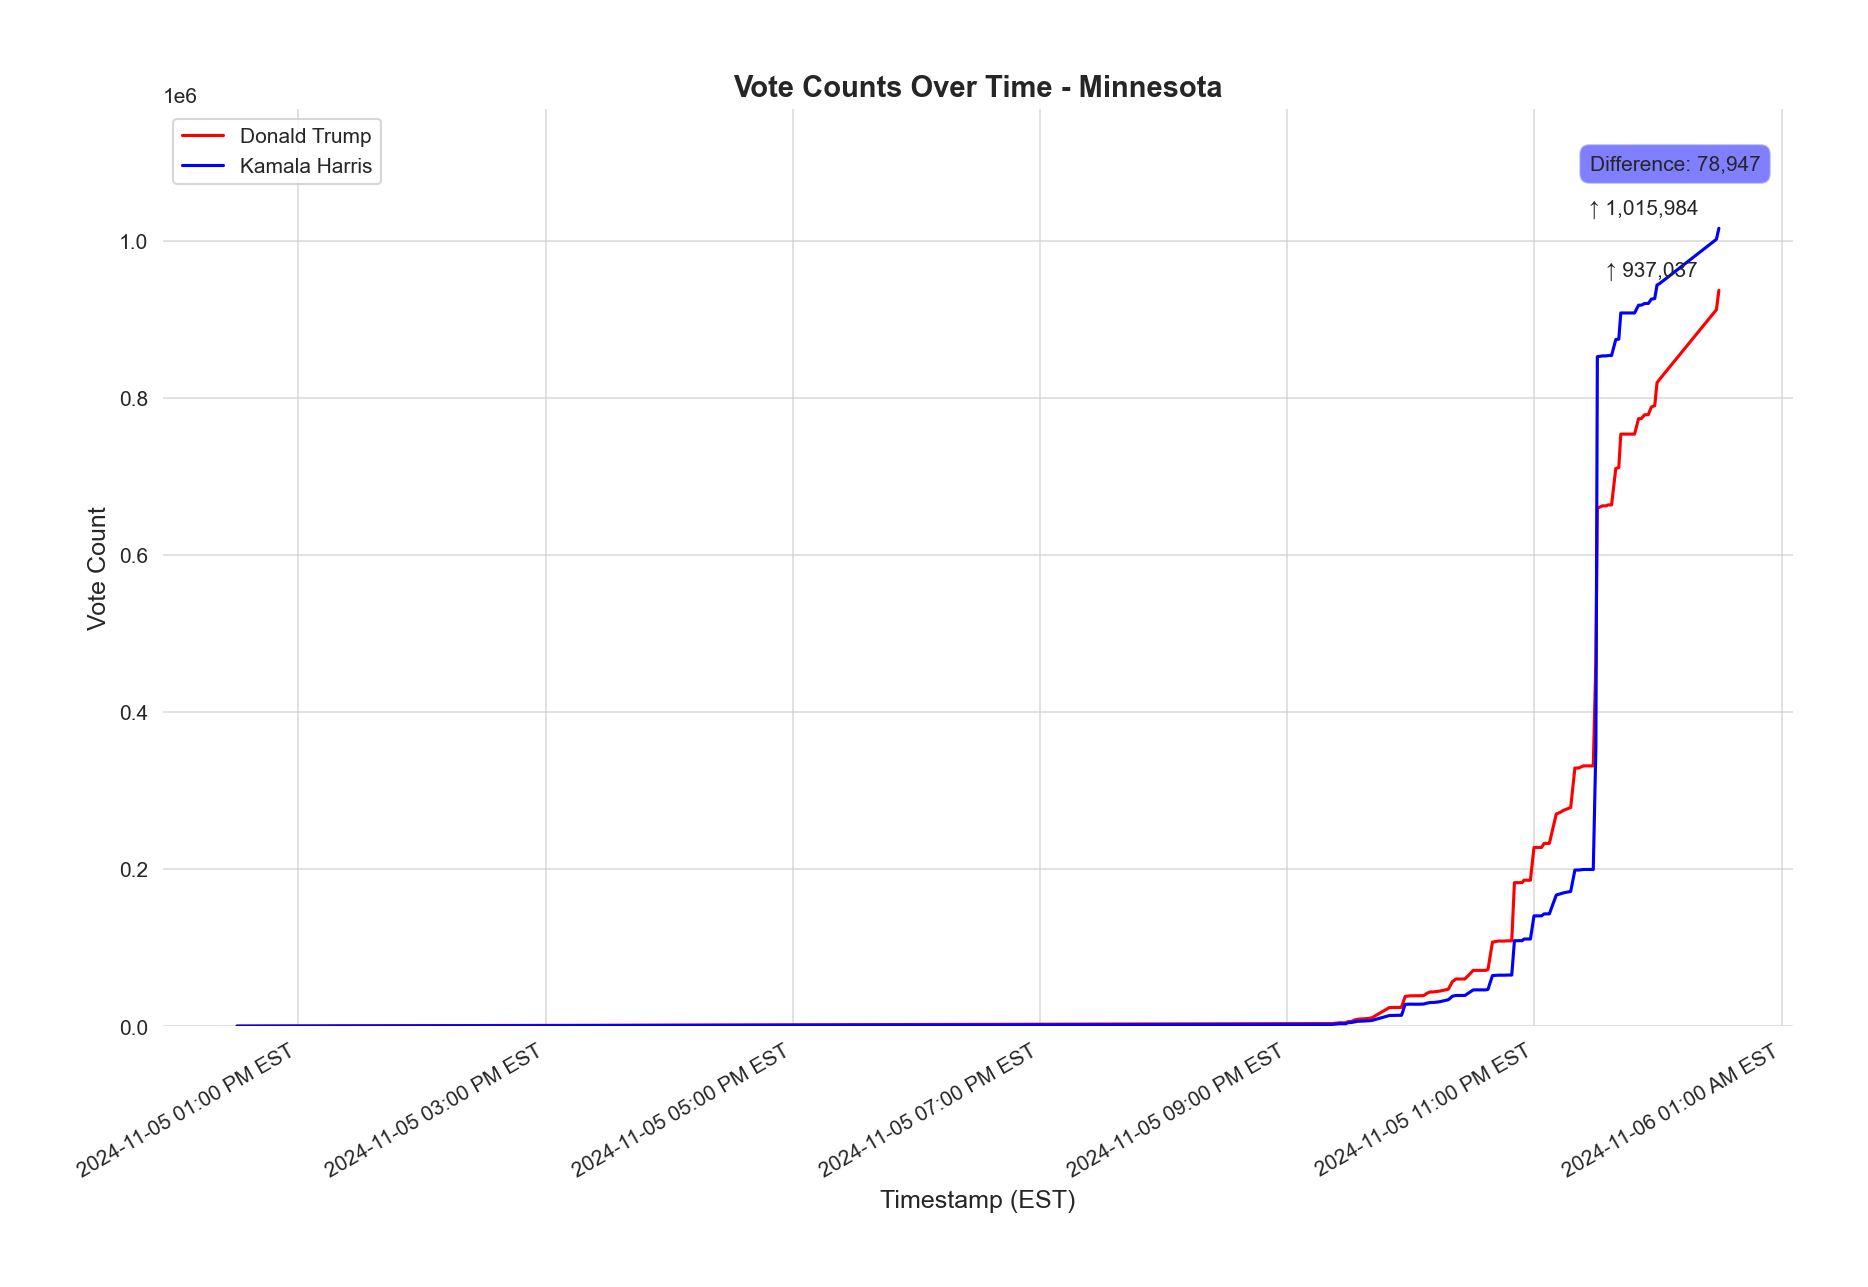 Vote Counts Over Time - Minnesota
1e6
Donald Trump
Kamala Harris
Difference: 78,947
↑ 1,015,984
↑ 937,037
1.0
0.8
0.6
0.4
0.2
0.0
Vote Count
2024-11-05 01:00 PM EST
2024-11-05 03:00 PM EST
2024-11-05 05:00 PM EST
2024-11-05 07:00 PM EST
2024-11-05 09:00 PM EST
2024-11-05 11:00 PM EST
2024-11-06 01:00 AM EST
Timestamp (EST)